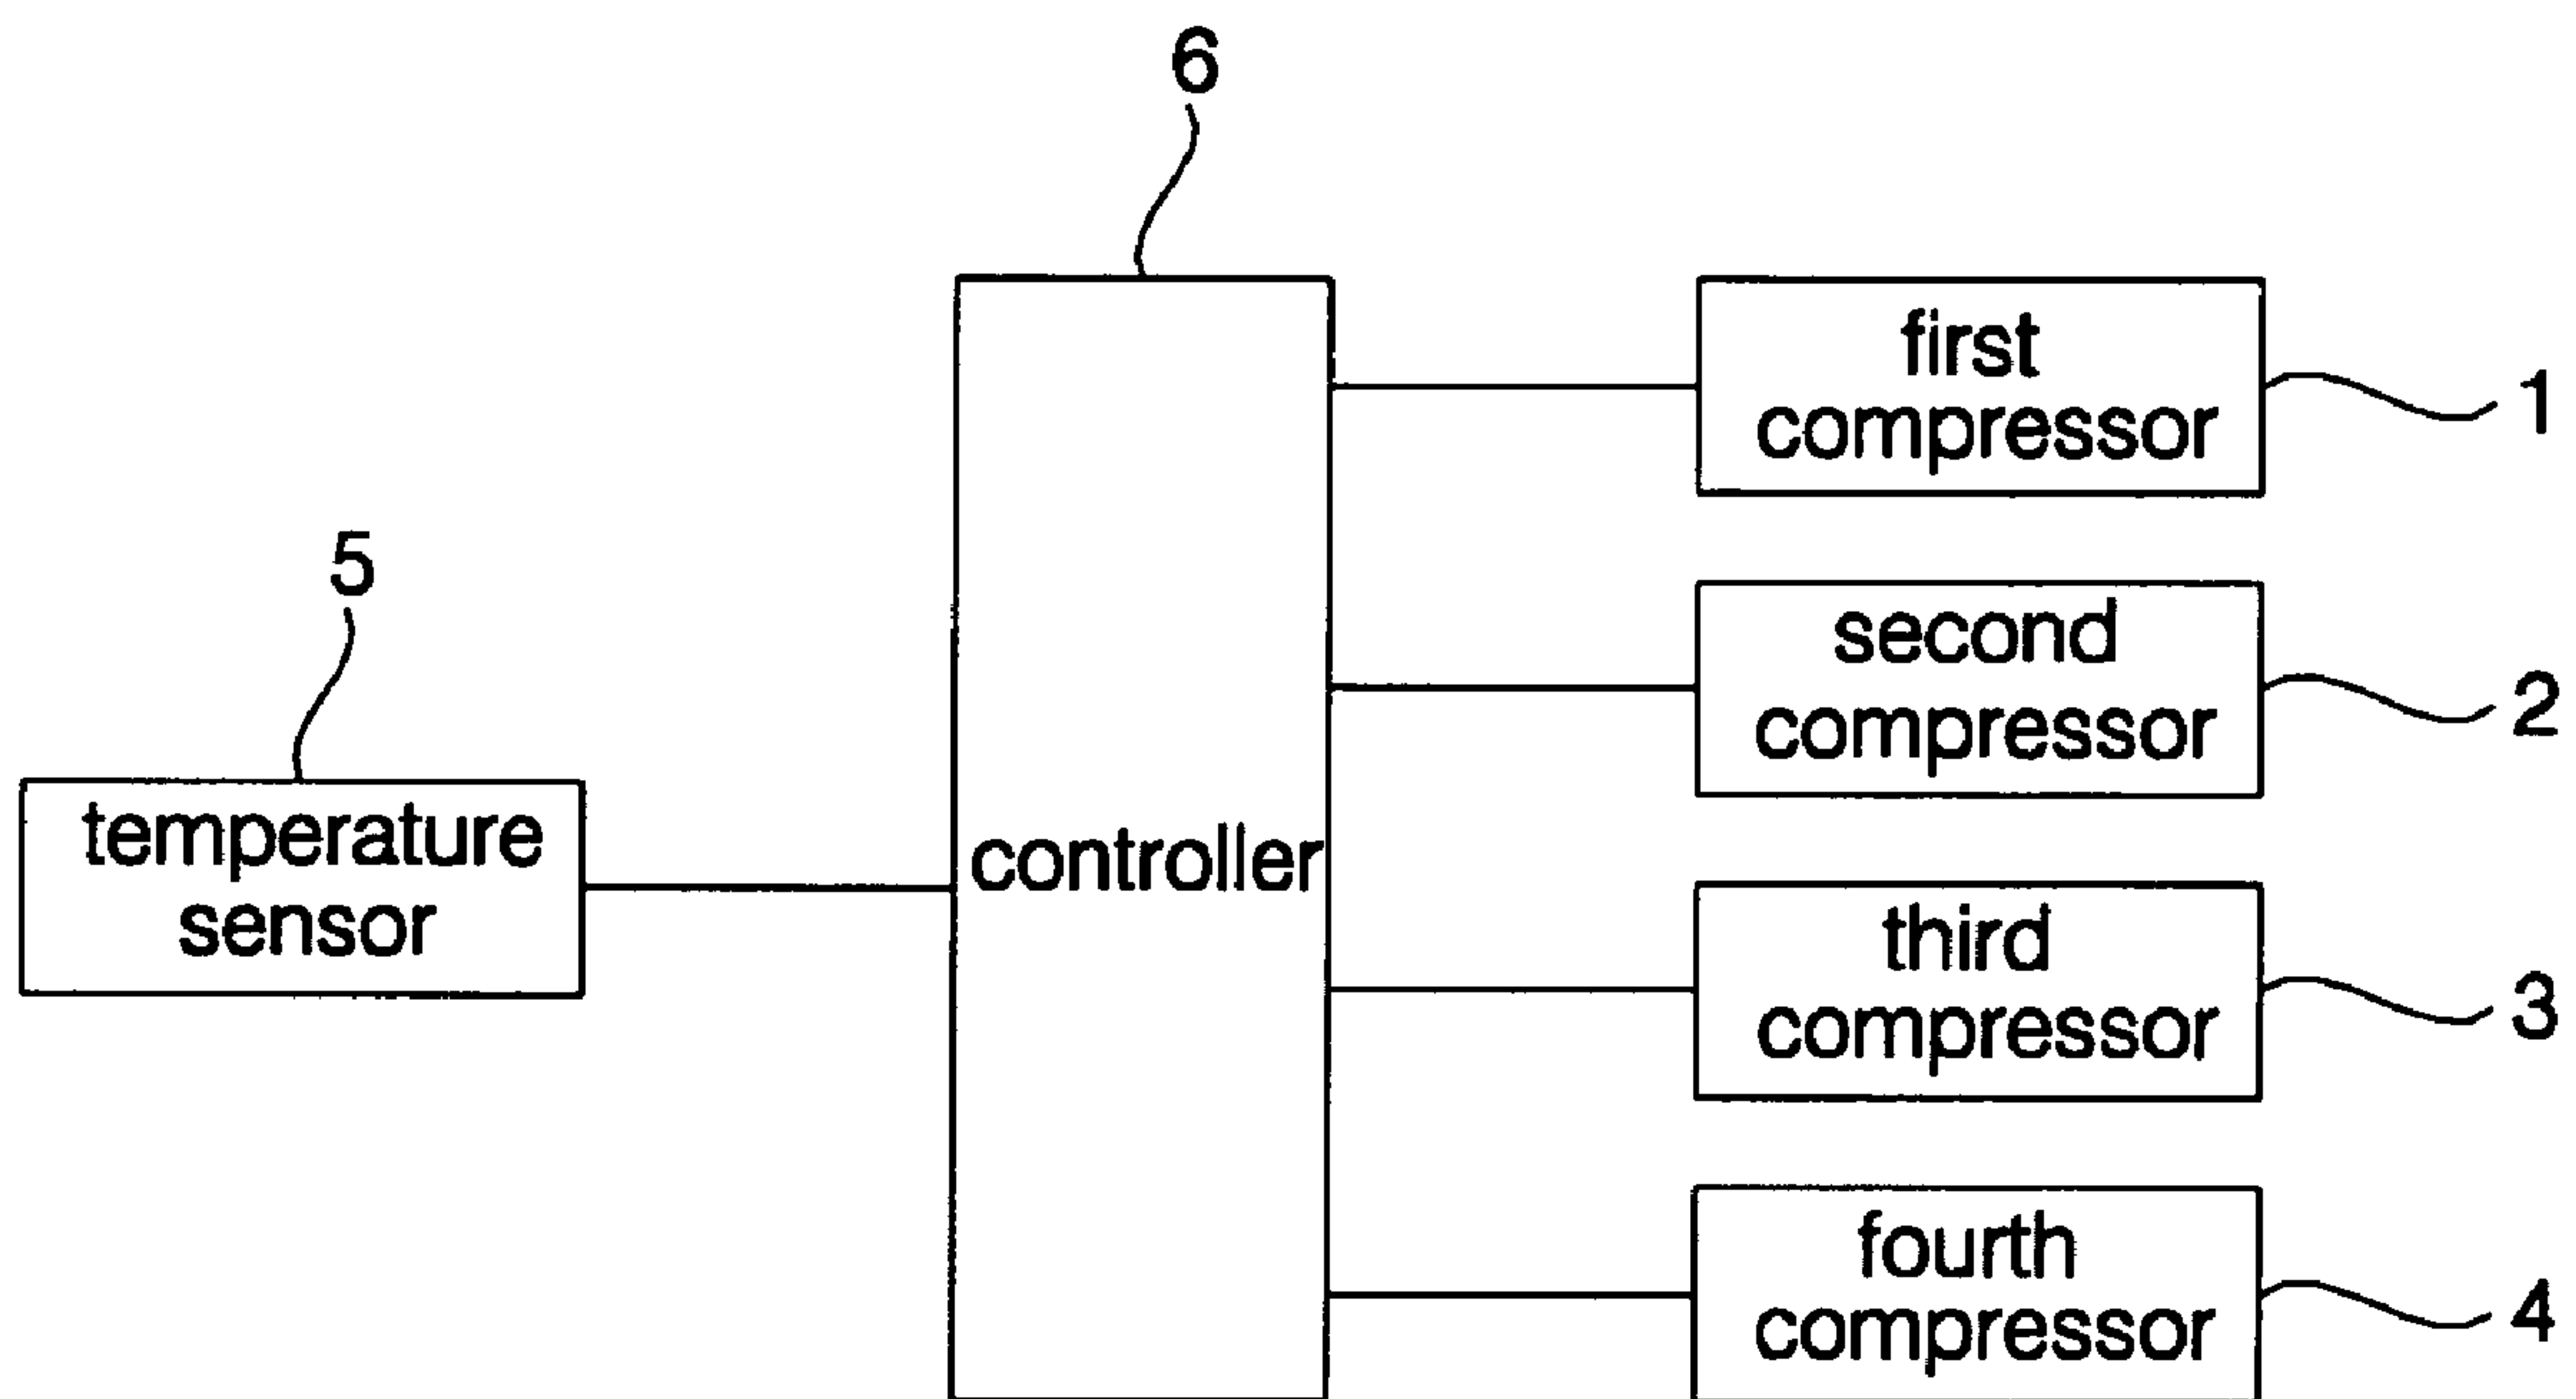 6
first
compressor
1
5
second
compressor
2
temperature
sensor
controller
third
compressor
3
fourth
compressor
4